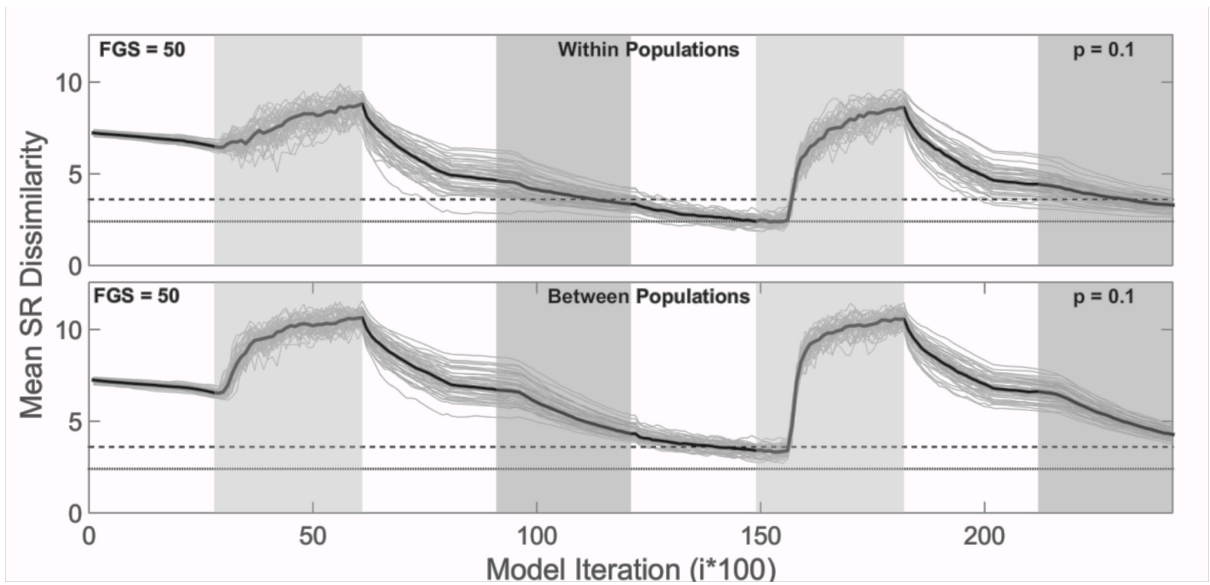 FGS = 50 Within Populations p = 0.1
10
5
0
FGS = 50 Between Populations p = 0.1
10
5
0
Mean SR Dissimilarity
0 50 100 150 200
Model Iteration (i*100)